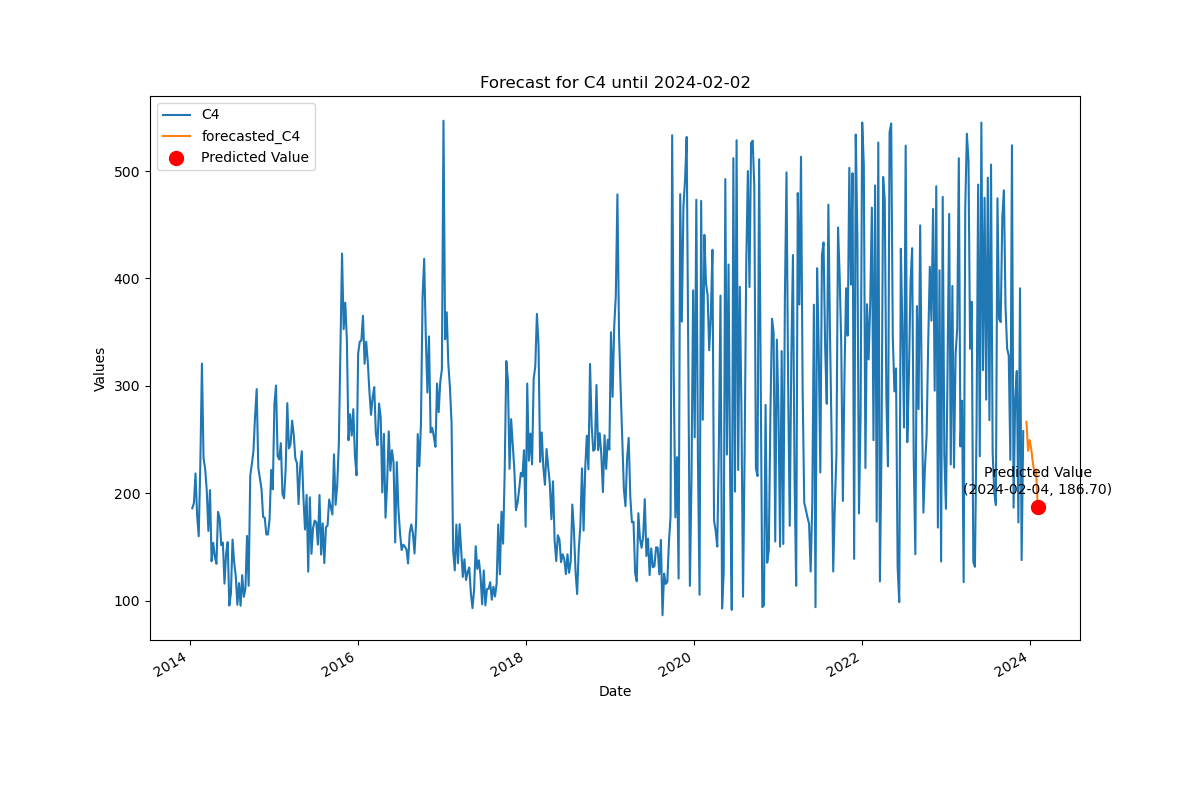 Forecast for C4 until 2024-02-02
C4
forecasted_C4
Predicted Value
Values
500
400
300
200
100
Predicted Value
(2024-02-04, 186.70)
2014
2016
2018
2020
2022
2024
Date